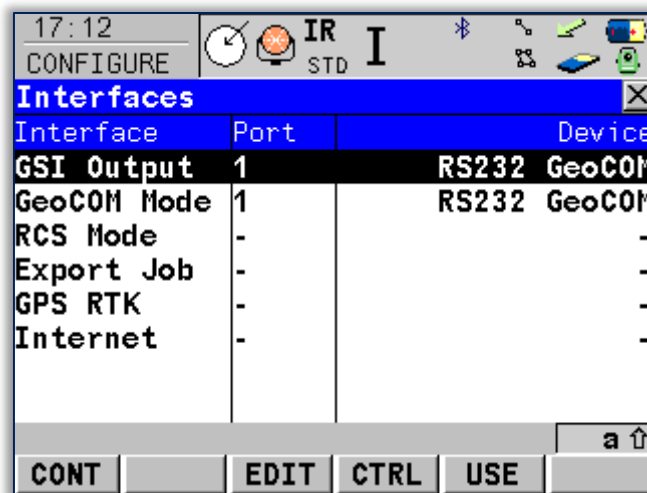 17:12
CONFIGURE
IR
STD
I
Interfaces
Interface Port Device
GSI Output 1 RS232 GeoCOM
GeoCOM Mode 1 RS232 GeoCOM
RCS Mode - -
Export Job - -
GPS RTK - -
Internet - -
a
CONT EDIT CTRL USE